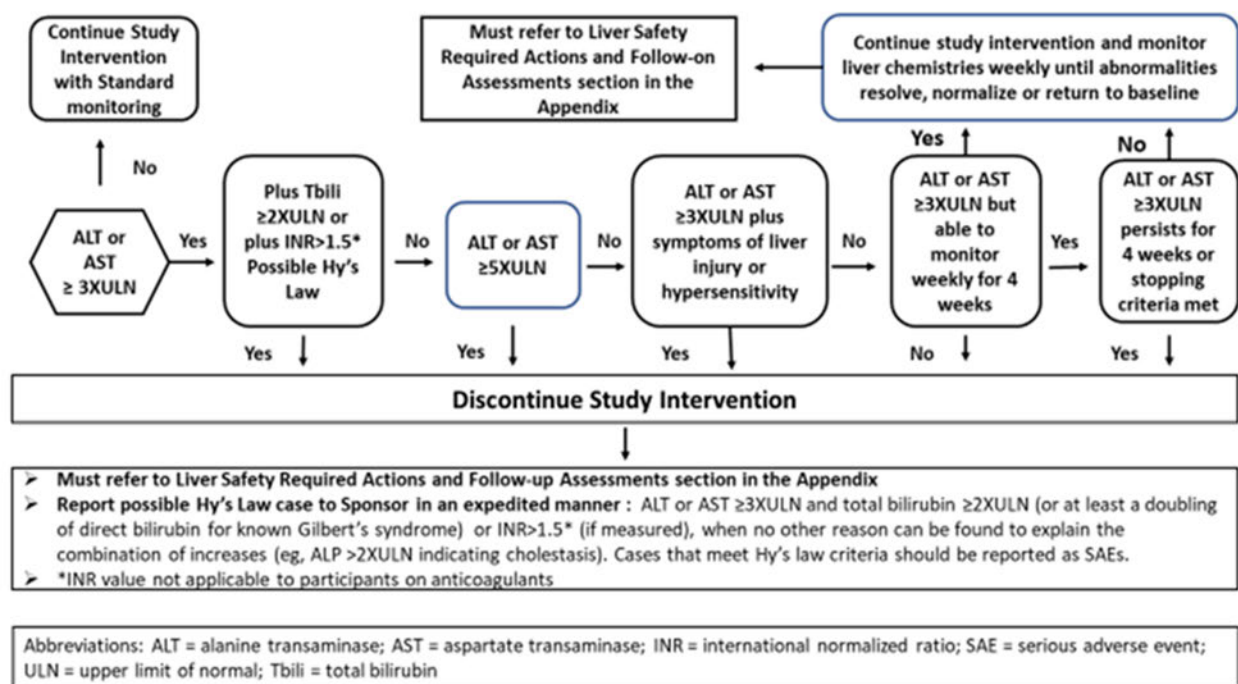 Continue Study
Intervention
with Standard
monitoring
Must refer to Liver Safety
Required Actions and Follow-on
Assessments section in the
Appendix
Continue study intervention and monitor
liver chemistries weekly until abnormalities
resolve, normalize or return to baseline
No
Yes
No
ALT or
AST
≥ 3XULN
Yes
Plus Tbili
≥2XULN or
plus INR>1.5*
Possible Hy's
Law
No
ALT or AST
≥5XULN
No
ALT or AST
≥3XULN plus
symptoms of liver
injury or
hypersensitivity
No
ALT or AST
≥3XULN but
able to
monitor
weekly for 4
weeks
Yes
ALT or AST
≥3XULN
persists for
4 weeks or
stopping
criteria met
Yes
Yes
Yes
No
Yes
Discontinue Study Intervention
➢ Must refer to Liver Safety Required Actions and Follow-up Assessments section in the Appendix
➢ Report possible Hy's Law case to Sponsor in an expedited manner : ALT or AST ≥3XULN and total bilirubin ≥2XULN (or at least a doubling
of direct bilirubin for known Gilbert's syndrome) or INR>1.5* (if measured), when no other reason can be found to explain the
combination of increases (eg, ALP >2XULN indicating cholestasis). Cases that meet Hy's law criteria should be reported as SAEs.
➢ *INR value not applicable to participants on anticoagulants
Abbreviations: ALT = alanine transaminase; AST = aspartate transaminase; INR = international normalized ratio; SAE = serious adverse event;
ULN = upper limit of normal; Tbili = total bilirubin